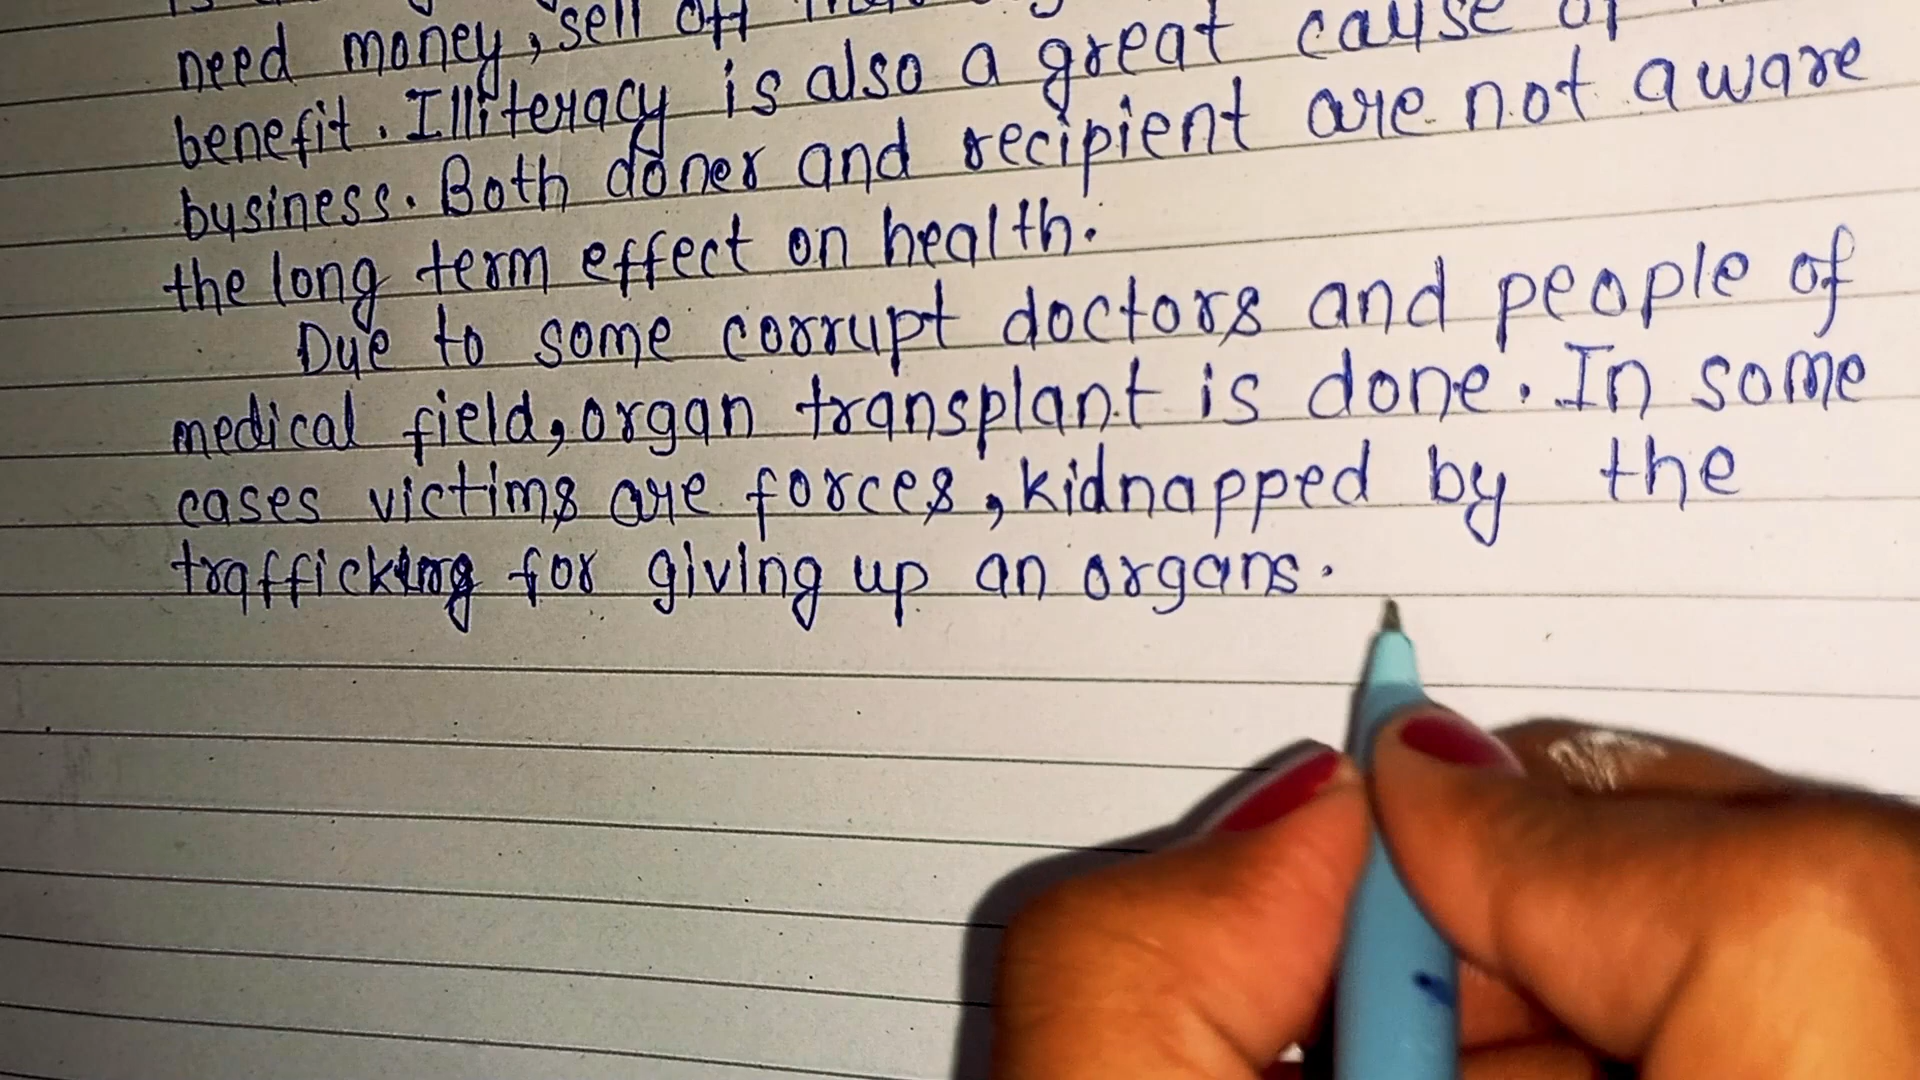 need money, sell off
benefit. Illiteracy is also a great cause of
business. Both doner and recipient are not aware
the long term effect on health.
Due to some corrupt doctors and people of
medical field, organ transplant is done. In some
cases victims are forces, kidnapped by the
trafficking for giving up an organs.